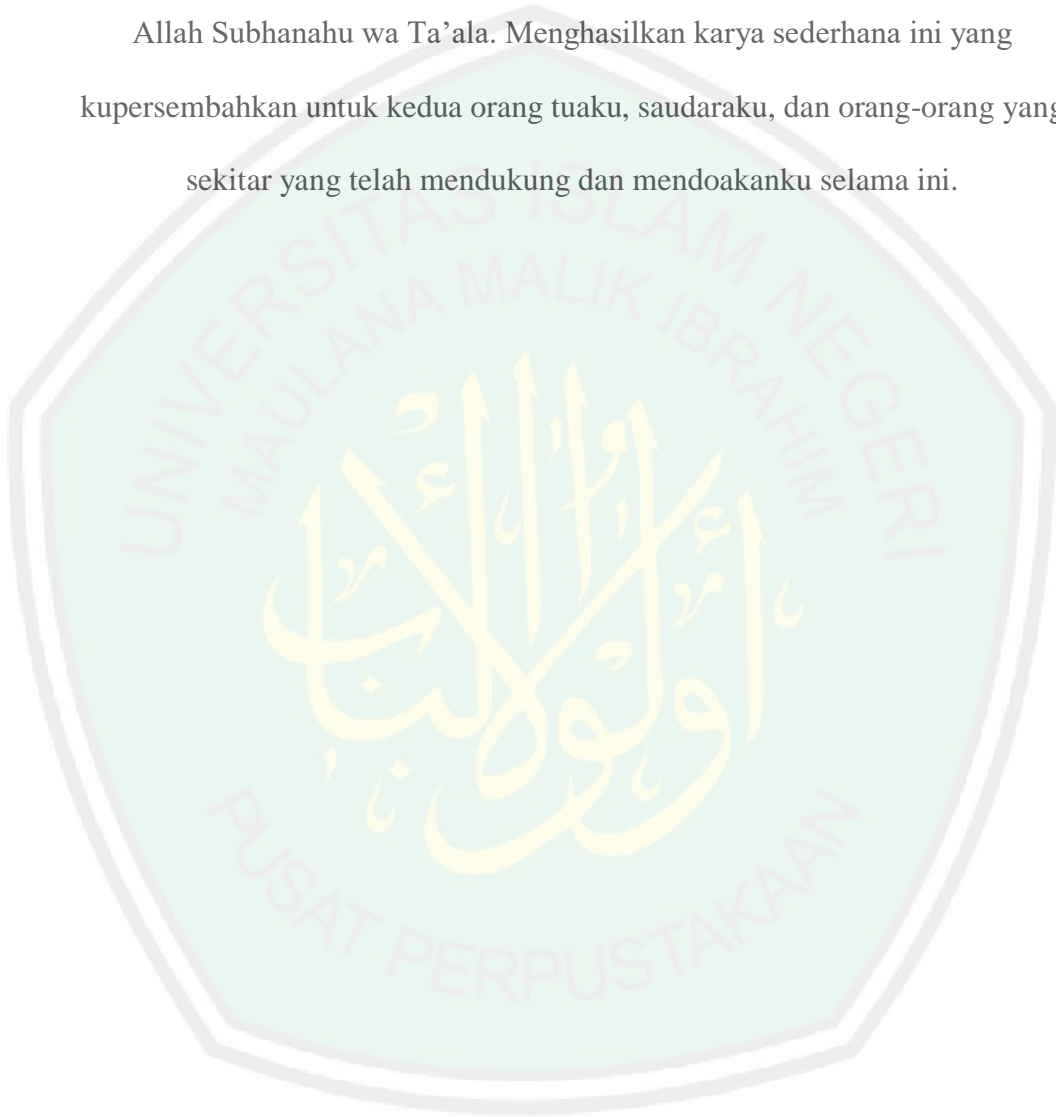 Allah Subhanahu wa Ta’ala. Menghasilkan karya sederhana ini yang
kupersembahkan untuk kedua orang tuaku, saudaraku, dan orang-orang yang
sekitar yang telah mendukung dan mendoakanku selama ini.
UNIVERSITAS ISLAM NEGERI
MAULANA MALIK IBRAHIM
أولوا الألباب
PUSAT PERPUSTAKAAN